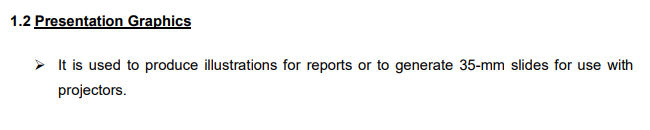 1.2 Presentation Graphics
➢ It is used to produce illustrations for reports or to generate 35-mm slides for use with
projectors.